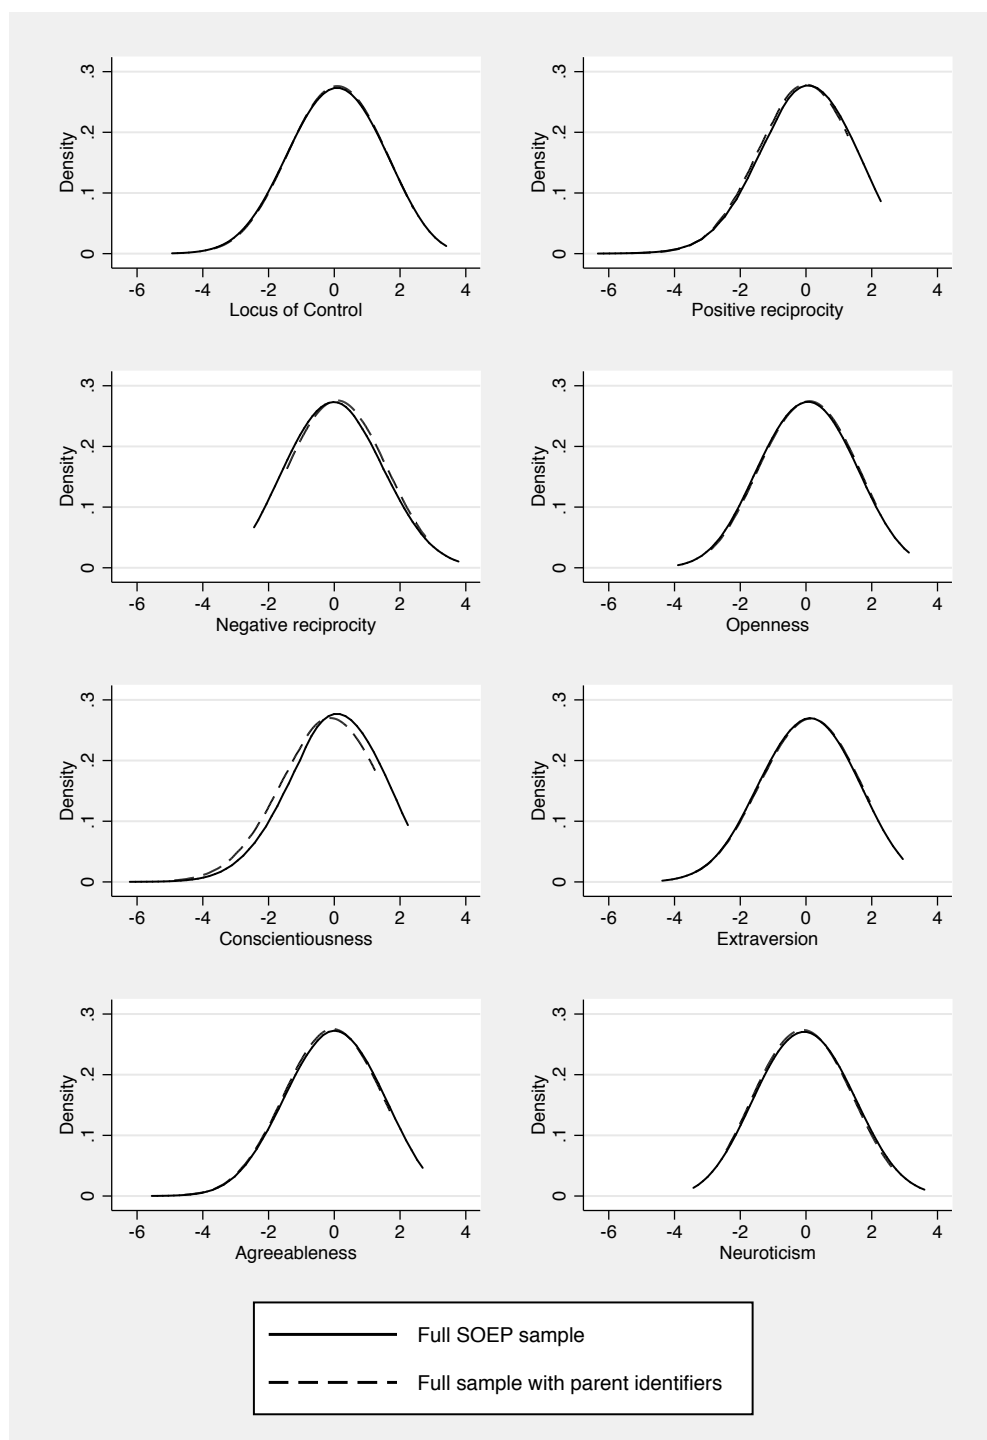 .3
.2
.1
0
Density
-6 -4 -2 0 2 4
Locus of Control
.3
.2
.1
0
Density
-6 -4 -2 0 2 4
Positive reciprocity
.3
.2
.1
0
Density
-6 -4 -2 0 2 4
Negative reciprocity
.3
.2
.1
0
Density
-6 -4 -2 0 2 4
Openness
.3
.2
.1
0
Density
-6 -4 -2 0 2 4
Conscientiousness
.3
.2
.1
0
Density
-6 -4 -2 0 2 4
Extraversion
.3
.2
.1
0
Density
-6 -4 -2 0 2 4
Agreeableness
.3
.2
.1
0
Density
-6 -4 -2 0 2 4
Neuroticism
Full SOEP sample
Full sample with parent identifiers